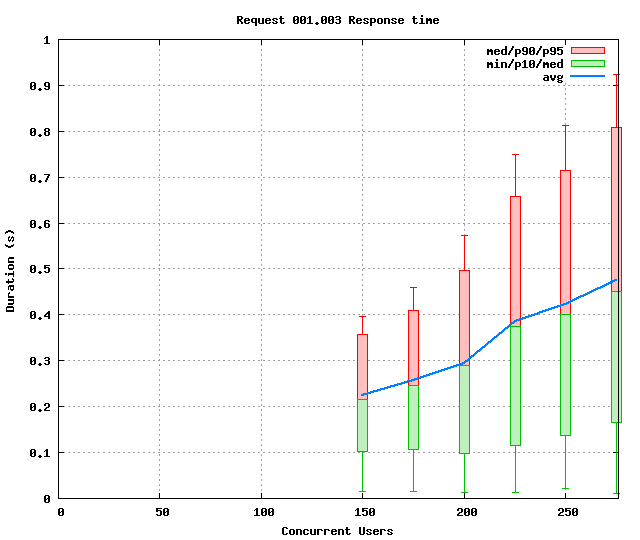 Request 001.003 Response time
med/p90/p95
min/p10/med
avg
1
0.9
0.8
0.7
0.6
0.5
0.4
0.3
0.2
0.1
0
Duration (s)
0 50 100 150 200 250
Concurrent Users